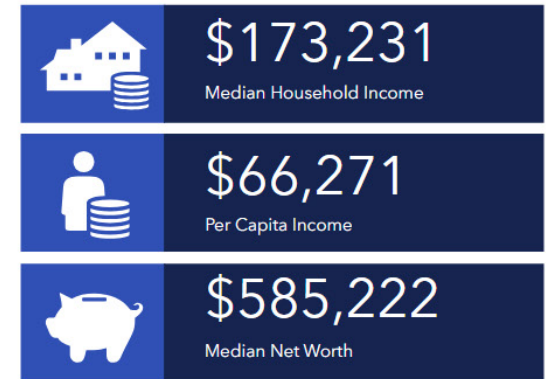 $173,231
Median Household Income
$66,271
Per Capita Income
$585,222
Median Net Worth